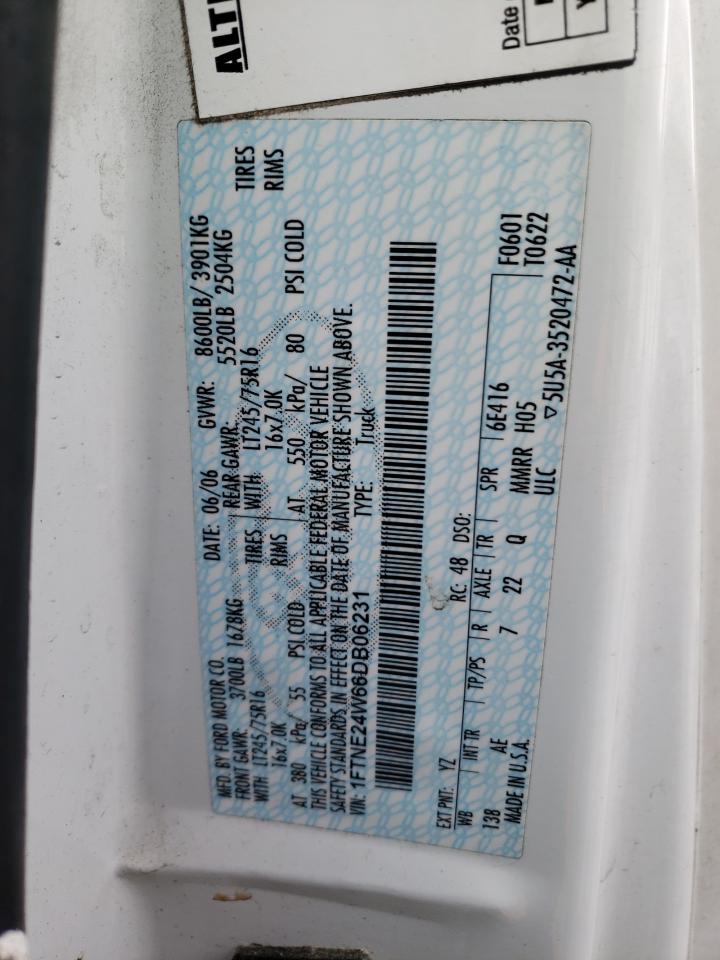 ALTI
Date
MFD. BY FORD MOTOR CO. DATE: 06/06 GVWR: 8600LB/ 3901KG
FRONT GAWR: 3700LB 1678KG REAR GAWR: 5520LB 2504KG
WITH LT245/75R16 TIRES WITH LT245/75R16 TIRES
16x7.0K RIMS 16x7.0K RIMS
AT 380 kPa/ 55 PSI COLD AT 550 kPa/ 80 PSI COLD
THIS VEHICLE CONFORMS TO ALL APPLICABLE FEDERAL MOTOR VEHICLE
SAFETY STANDARDS IN EFFECT ON THE DATE OF MANUFACTURE SHOWN ABOVE.
VIN: 1FTNE24W66DB06231 TYPE: Truck
EXT PNT: YZ RC: 48 DSO:
WB INT TR TP/PS R AXLE TR SPR 6E416 F0601
138 AE 7 22 Q MMRR H05 T0622
MADE IN U.S.A. ULC ▽5U5A-3520472-AA